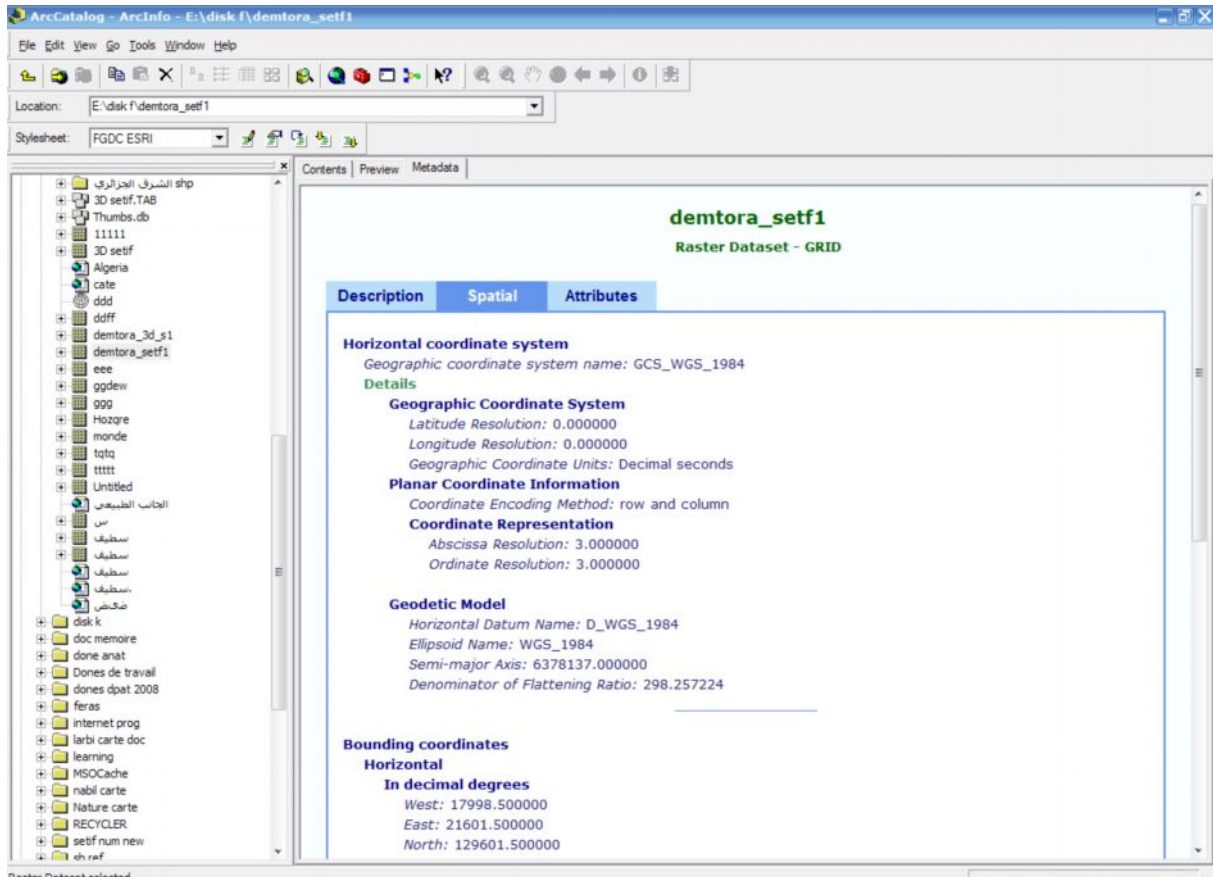 ArcCatalog - ArcInfo - E:\disk f\demtora_setf1
File Edit View Go Tools Window Help
Location: E:\disk f\demtora_setf1
Stylesheet: FGDC ESRI
الشرق الجزائري shp
3D setif.TAB
Thumbs.db
11111
3D setif
Algeria
cate
ddd
ddff
demtora_3d_s1
demtora_setf1
eee
ggdew
ggg
Hozqre
monde
tqtq
ttttt
Untitled
الجانب الطبيعي
س
سطيف
سطيف
سطيف
سطيف.
disk k
doc memoire
done anat
Dones de travail
dones dpat 2008
feras
internet prog
larbi carte doc
learning
MSOCache
nabil carte
Nature carte
RECYCLER
setif num new
sh ref
Contents Preview Metadata
demtora_setf1
Raster Dataset - GRID
Description Spatial Attributes
Horizontal coordinate system
Geographic coordinate system name: GCS_WGS_1984
Details
Geographic Coordinate System
Latitude Resolution: 0.000000
Longitude Resolution: 0.000000
Geographic Coordinate Units: Decimal seconds
Planar Coordinate Information
Coordinate Encoding Method: row and column
Coordinate Representation
Abscissa Resolution: 3.000000
Ordinate Resolution: 3.000000
Geodetic Model
Horizontal Datum Name: D_WGS_1984
Ellipsoid Name: WGS_1984
Semi-major Axis: 6378137.000000
Denominator of Flattening Ratio: 298.257224
Bounding coordinates
Horizontal
In decimal degrees
West: 17998.500000
East: 21601.500000
North: 129601.500000
Raster Dataset selected